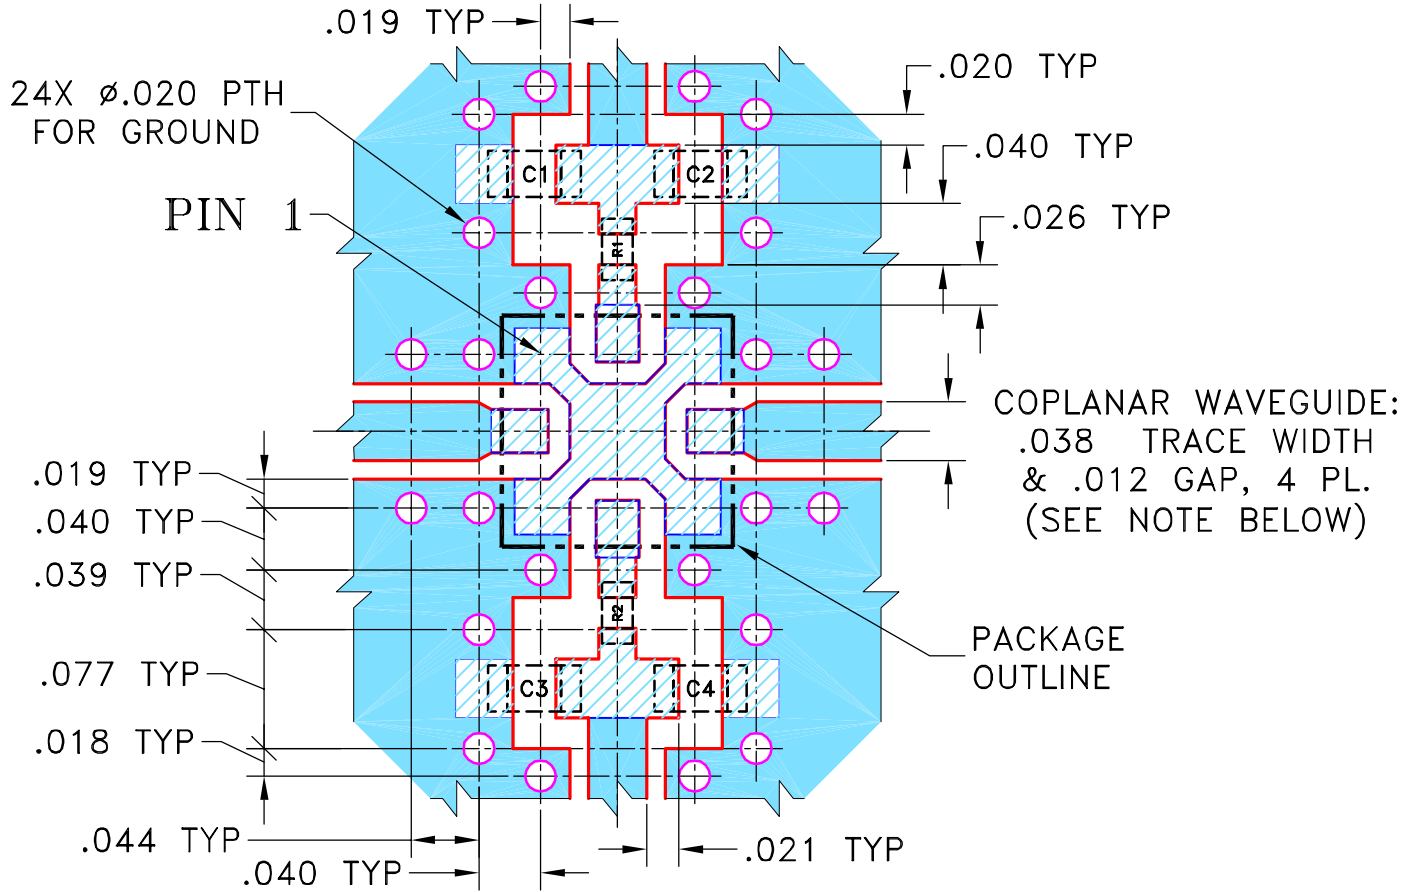 .019 TYP
24X ø.020 PTH
FOR GROUND
.020 TYP
.040 TYP
C1
C2
PIN 1
.026 TYP
R1
COPLANAR WAVEGUIDE:
.038 TRACE WIDTH
& .012 GAP, 4 PL.
(SEE NOTE BELOW)
.019 TYP
.040 TYP
.039 TYP
R2
PACKAGE
OUTLINE
.077 TYP
C3
C4
.018 TYP
.044 TYP
.021 TYP
.040 TYP